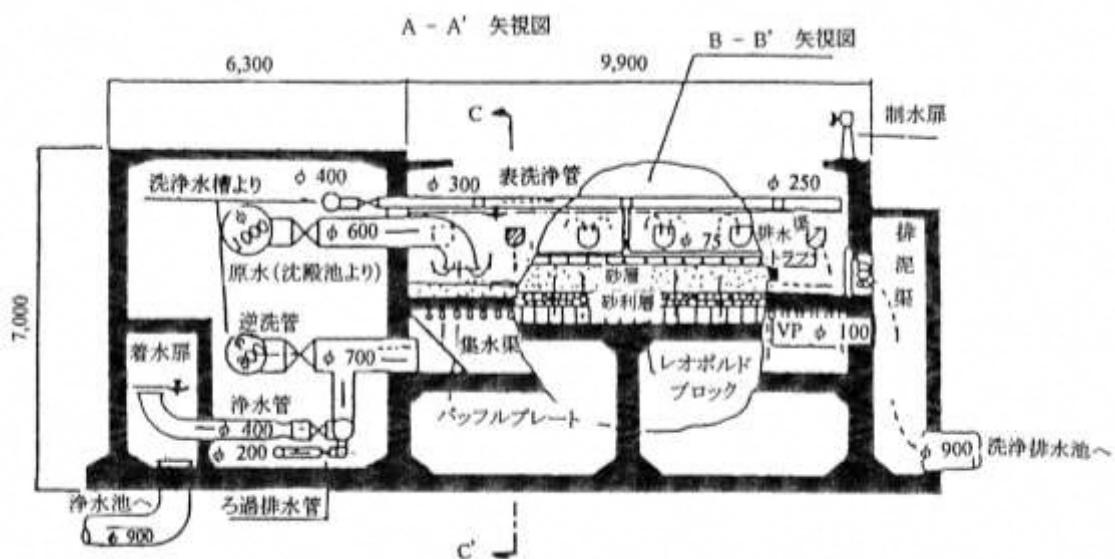 A - A' 矢視図
B - B' 矢視図
6,300
9,900
7,000
C
制水扉
洗浄水槽より
φ 400
φ 300
表洗浄管
φ 250
φ 1000
φ 600
φ 75
排水渠
トラフ
排泥渠
原水(沈殿池より)
砂層
砂利層
逆洗管
φ 700
集水渠
VP φ 100
着水扉
レオポルド
ブロック
浄水管
φ 400
バッフルプレート
φ 200
φ 900
洗浄排水池へ
浄水池へ
ろ過排水管
φ 900
C'